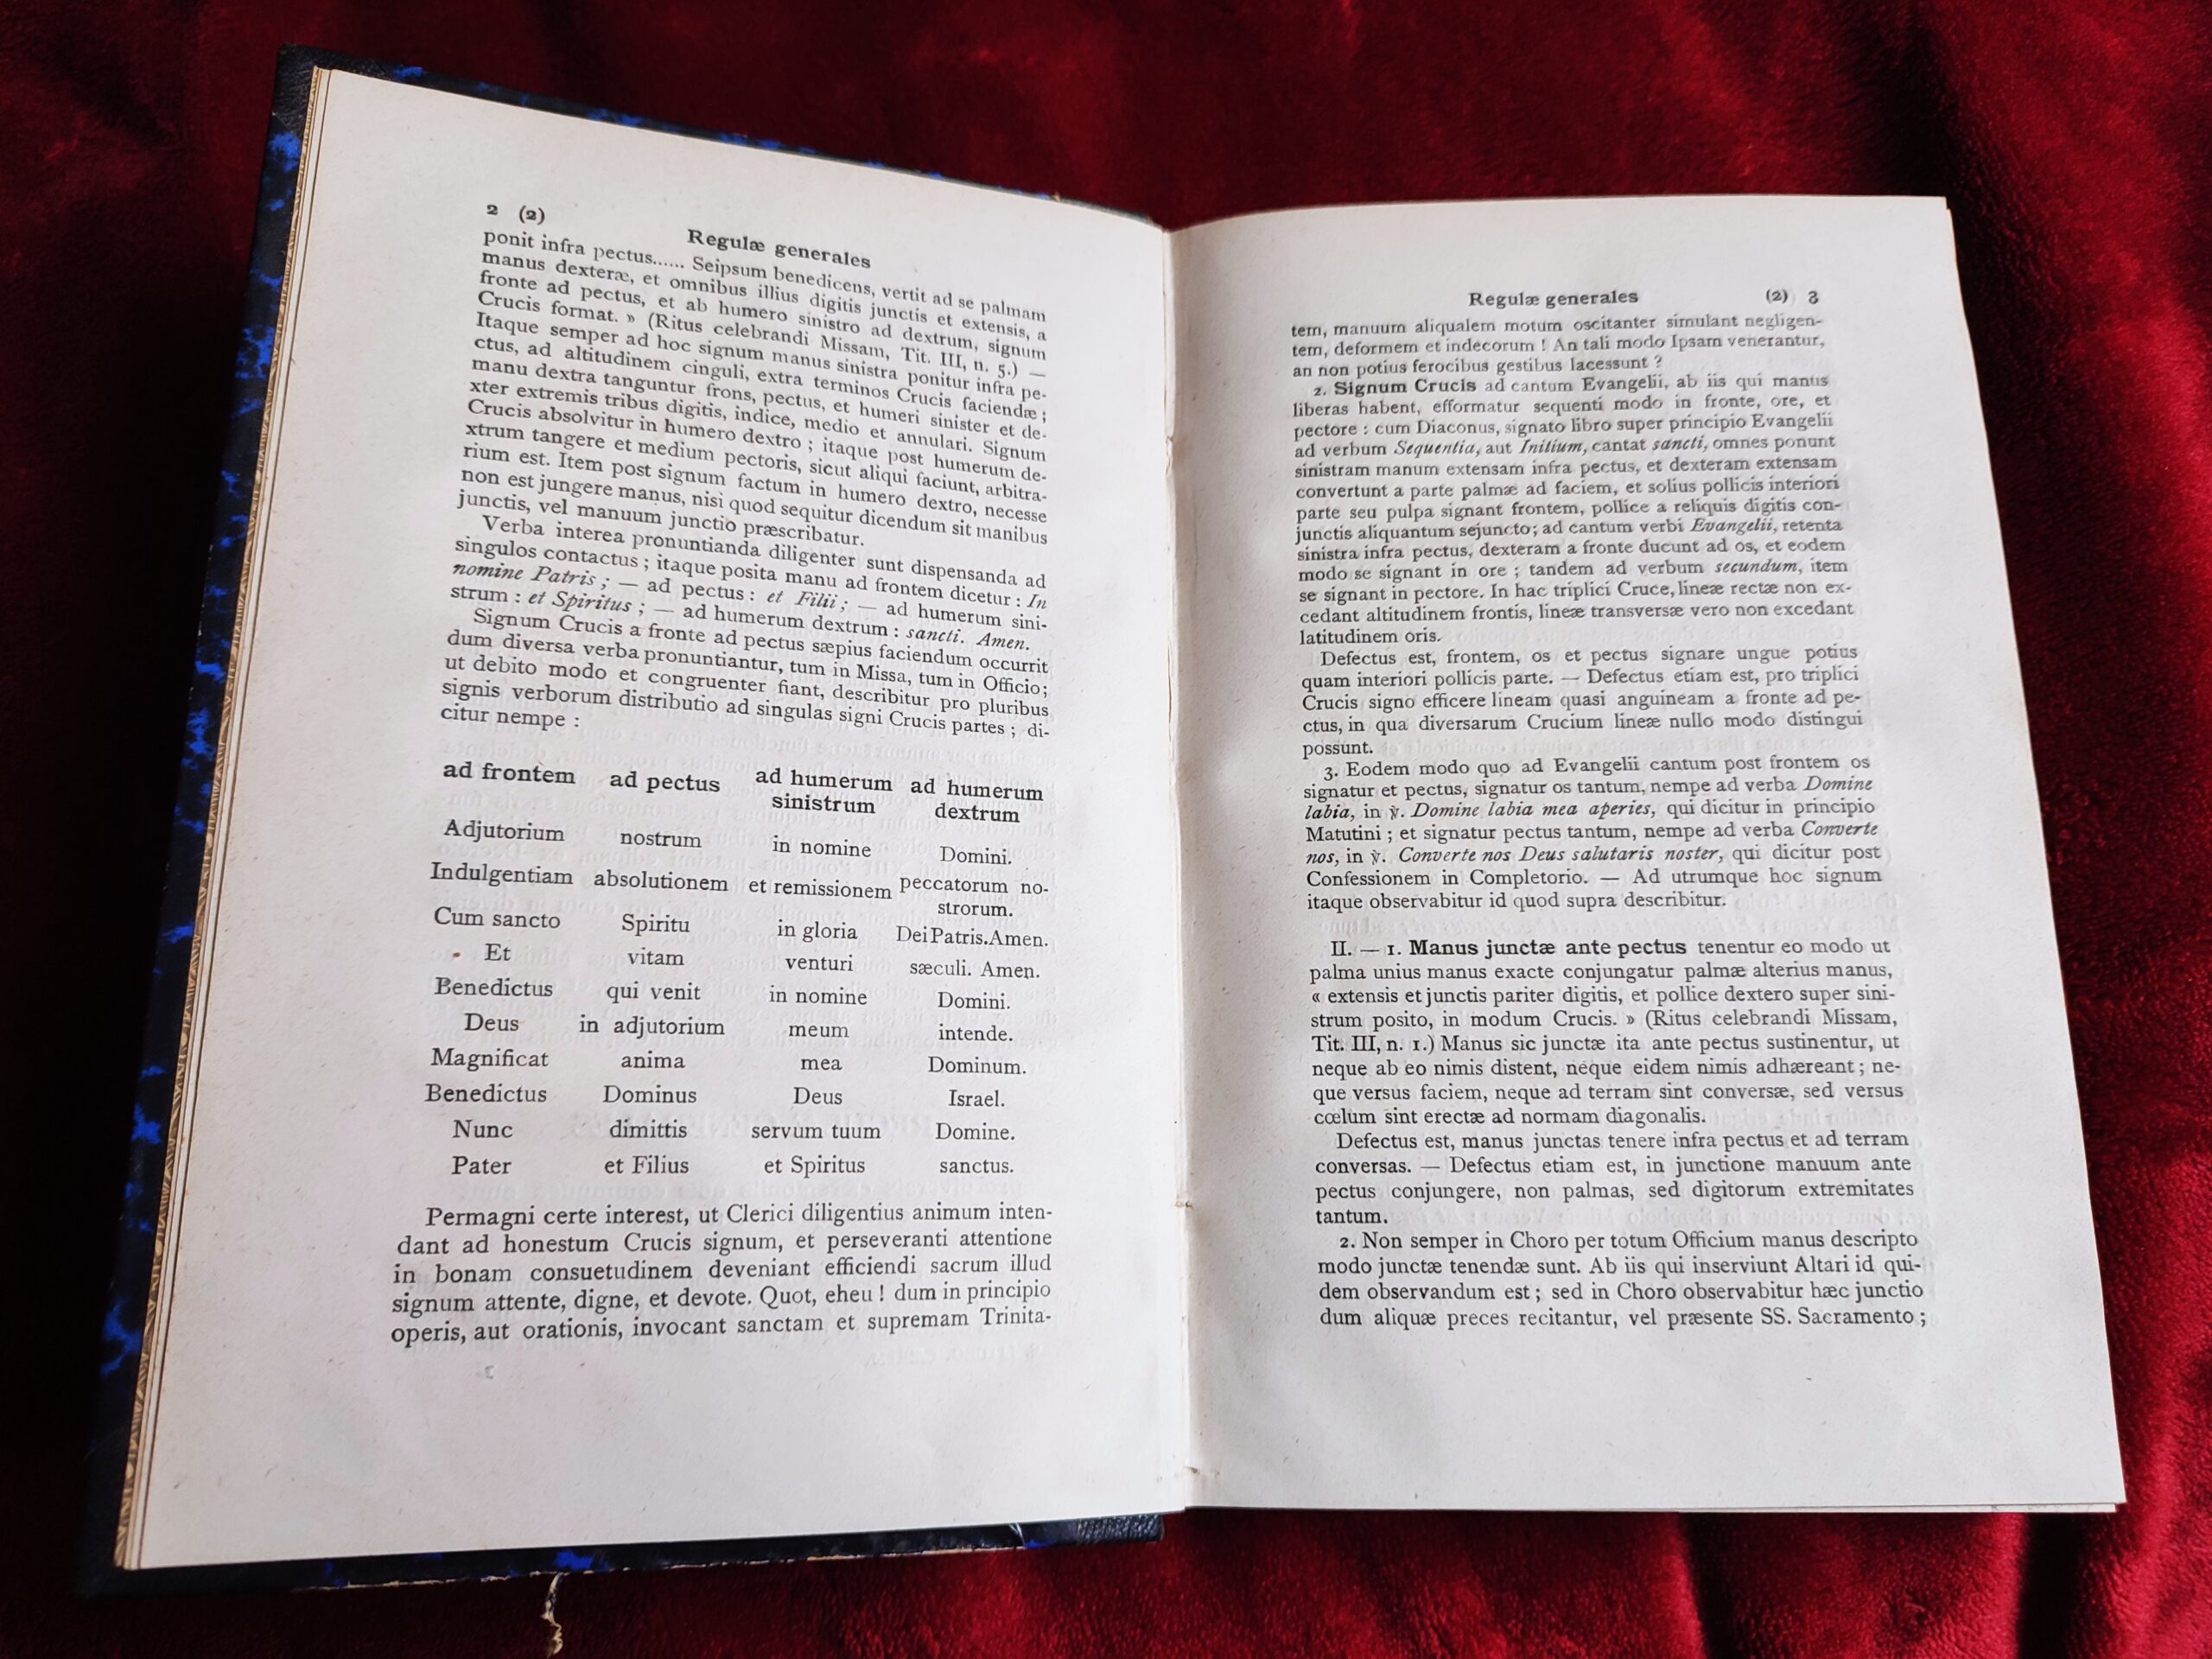 2 (2)
Regulæ generales
ponit infra pectus...... Seipsum benedicens, vertit ad se palmam
manus dexteræ, et omnibus illius digitis junctis et extensis, a
fronte ad pectus, et ab humero sinistro ad dextrum, signum
Crucis format. » (Ritus celebrandi Missam, Tit. III, n. 5.) —
Itaque semper ad hoc signum manus sinistra ponitur infra pe-
ctus, ad altitudinem cinguli, extra terminos Crucis faciendæ ;
manu dextra tanguntur frons, pectus, et humeri sinister et de-
xter extremis tribus digitis, indice, medio et annulari. Signum
Crucis absolvitur in humero dextro ; itaque post humerum de-
xtrum tangere et medium pectoris, sicut aliqui faciunt, arbitra-
rium est. Item post signum factum in humero dextro, necesse
non est jungere manus, nisi quod sequitur dicendum sit manibus
junctis, vel manuum junctio præscribatur.
Verba interea pronuntianda diligenter sunt dispensanda ad
singulos contactus ; itaque posita manu ad frontem dicetur : In
nomine Patris ; — ad pectus : et Filii ; — ad humerum sini-
strum : et Spiritus ; — ad humerum dextrum : sancti. Amen.
Signum Crucis a fronte ad pectus sæpius faciendum occurrit
dum diversa verba pronuntiantur, tum in Missa, tum in Officio ;
ut debito modo et congruenter fiant, describitur pro pluribus
signis verborum distributio ad singulas signi Crucis partes ; di-
citur nempe :
ad frontem ad pectus ad humerum sinistrum ad humerum dextrum
Adjutorium nostrum in nomine Domini.
Indulgentiam absolutionem et remissionem peccatorum no-
strorum.
Cum sancto Spiritu in gloria Dei Patris. Amen.
Et vitam venturi sæculi. Amen.
Benedictus qui venit in nomine Domini.
Deus in adjutorium meum intende.
Magnificat anima mea Dominum.
Benedictus Dominus Deus Israel.
Nunc dimittis servum tuum Domine.
Pater et Filius et Spiritus sanctus.
Permagni certe interest, ut Clerici diligentius animum inten-
dant ad honestum Crucis signum, et perseveranti attentione
in bonam consuetudinem deveniant efficiendi sacrum illud
signum attente, digne, et devote. Quot, eheu ! dum in principio
operis, aut orationis, invocant sanctam et supremam Trinita-
Regulæ generales (2) 3
tem, manuum aliqualem motum oscitanter simulant negligen-
tem, deformem et indecorum ! An tali modo Ipsam venerantur,
an non potius ferocibus gestibus lacessunt ?
2. Signum Crucis ad cantum Evangelii, ab iis qui manus
liberas habent, efformatur sequenti modo in fronte, ore, et
pectore : cum Diaconus, signato libro super principio Evangelii
ad verbum Sequentia, aut Initium, cantat sancti, omnes ponunt
sinistram manum extensam infra pectus, et dexteram extensam
convertunt a parte palmæ ad faciem, et solius pollicis interiori
parte seu pulpa signant frontem, pollice a reliquis digitis con-
junctis aliquantum sejuncto ; ad cantum verbi Evangelii, retenta
sinistra infra pectus, dexteram a fronte ducunt ad os, et eodem
modo se signant in ore ; tandem ad verbum secundum, item
se signant in pectore. In hac triplici Cruce, lineæ rectæ non ex-
cedant altitudinem frontis, lineæ transversæ vero non excedant
latitudinem oris.
Defectus est, frontem, os et pectus signare ungue potius
quam interiori pollicis parte. — Defectus etiam est, pro triplici
Crucis signo efficere lineam quasi anguineam a fronte ad pe-
ctus, in qua diversarum Crucium lineæ nullo modo distingui
possunt.
3. Eodem modo quo ad Evangelii cantum post frontem os
signatur et pectus, signatur os tantum, nempe ad verba Domine
labia, in ℣. Domine labia mea aperies, qui dicitur in principio
Matutini ; et signatur pectus tantum, nempe ad verba Converte
nos, in ℣. Converte nos Deus salutaris noster, qui dicitur post
Confessionem in Completorio. — Ad utrumque hoc signum
itaque observabitur id quod supra describitur.
II. — 1. Manus junctæ ante pectus tenentur eo modo ut
palma unius manus exacte conjungatur palmæ alterius manus,
« extensis et junctis pariter digitis, et pollice dextero super sini-
strum posito, in modum Crucis. » (Ritus celebrandi Missam,
Tit. III, n. 1.) Manus sic junctæ ita ante pectus sustinentur, ut
neque ab eo nimis distent, neque eidem nimis adhæreant ; ne-
que versus faciem, neque ad terram sint conversæ, sed versus
cœlum sint erectæ ad normam diagonalis.
Defectus est, manus junctas tenere infra pectus et ad terram
conversas. — Defectus etiam est, in junctione manuum ante
pectus conjungere, non palmas, sed digitorum extremitates
tantum.
2. Non semper in Choro per totum Officium manus descripto
modo junctæ tenendæ sunt. Ab iis qui inserviunt Altari id qui-
dem observandum est ; sed in Choro observabitur hæc junctio
dum aliquæ preces recitantur, vel præsente SS. Sacramento ;